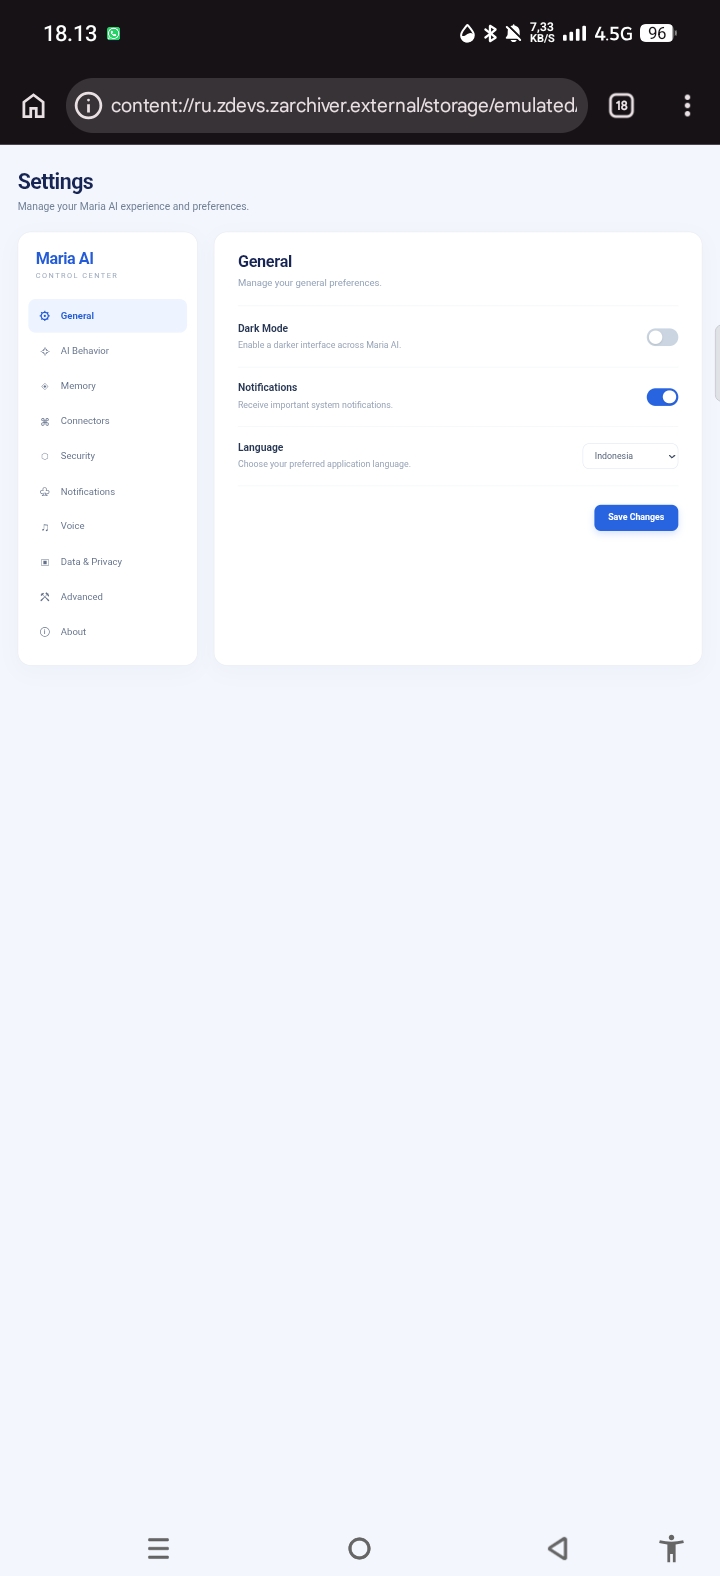 18.13
7,33
KB/S
4.5G
96
content://ru.zdevs.zarchiver.external/storage/emulated/
18
Settings
Manage your Maria AI experience and preferences.
Maria AI
CONTROL CENTER
General
AI Behavior
Memory
Connectors
Security
Notifications
Voice
Data & Privacy
Advanced
About
General
Manage your general preferences.
Dark Mode
Enable a darker interface across Maria AI.
Notifications
Receive important system notifications.
Language
Choose your preferred application language.
Indonesia
Save Changes